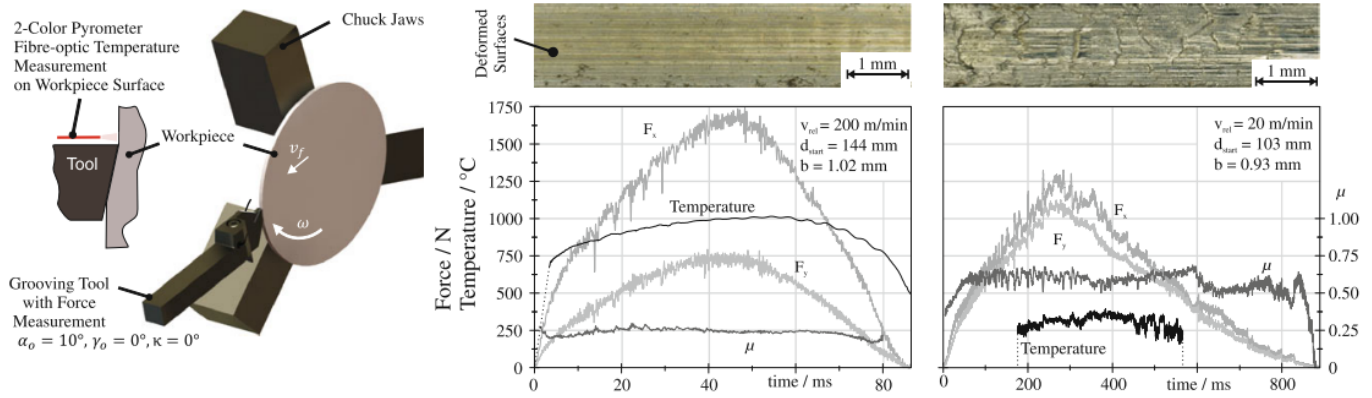 2-Color Pyrometer
Fibre-optic Temperature
Measurement
on Workpiece Surface
Chuck Jaws
Workpiece
Tool
v_f
ω
Grooving Tool
with Force
Measurement
α_o = 10°, γ_o = 0°, κ = 0°
Deformed
Surfaces
1 mm
1 mm
Force / N
Temperature / °C
1750
1500
1250
1000
750
500
250
0
F_x
Temperature
F_y
μ
v_rel = 200 m/min
d_start = 144 mm
b = 1.02 mm
0
20
40
60
80
time / ms
v_rel = 20 m/min
d_start = 103 mm
b = 0.93 mm
F_x
F_y
μ
Temperature
μ
1.00
0.75
0.50
0.25
0
0
200
400
600
800
time / ms